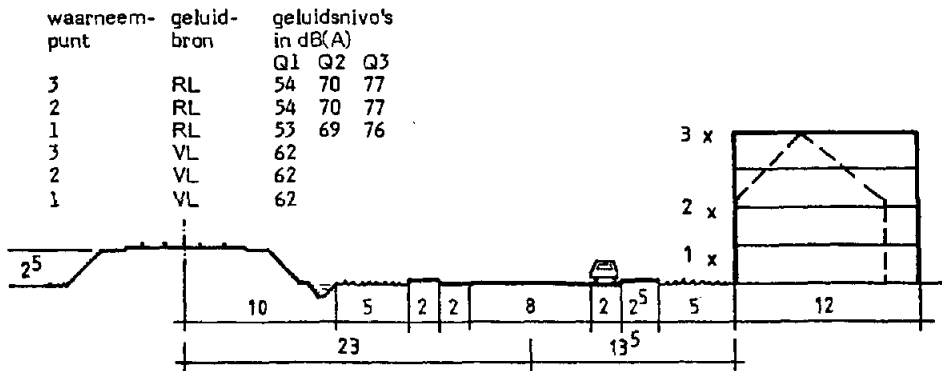 waarneem- geluid- geluidsnivo's
punt bron in dB(A)
Q1 Q2 Q3
3 RL 54 70 77
2 RL 54 70 77
1 RL 53 69 76
3 VL 62
2 VL 62
1 VL 62
3 x
2 x
1 x
2⁵
10 5 2 2 8 2 2⁵ 5 12
23 13⁵